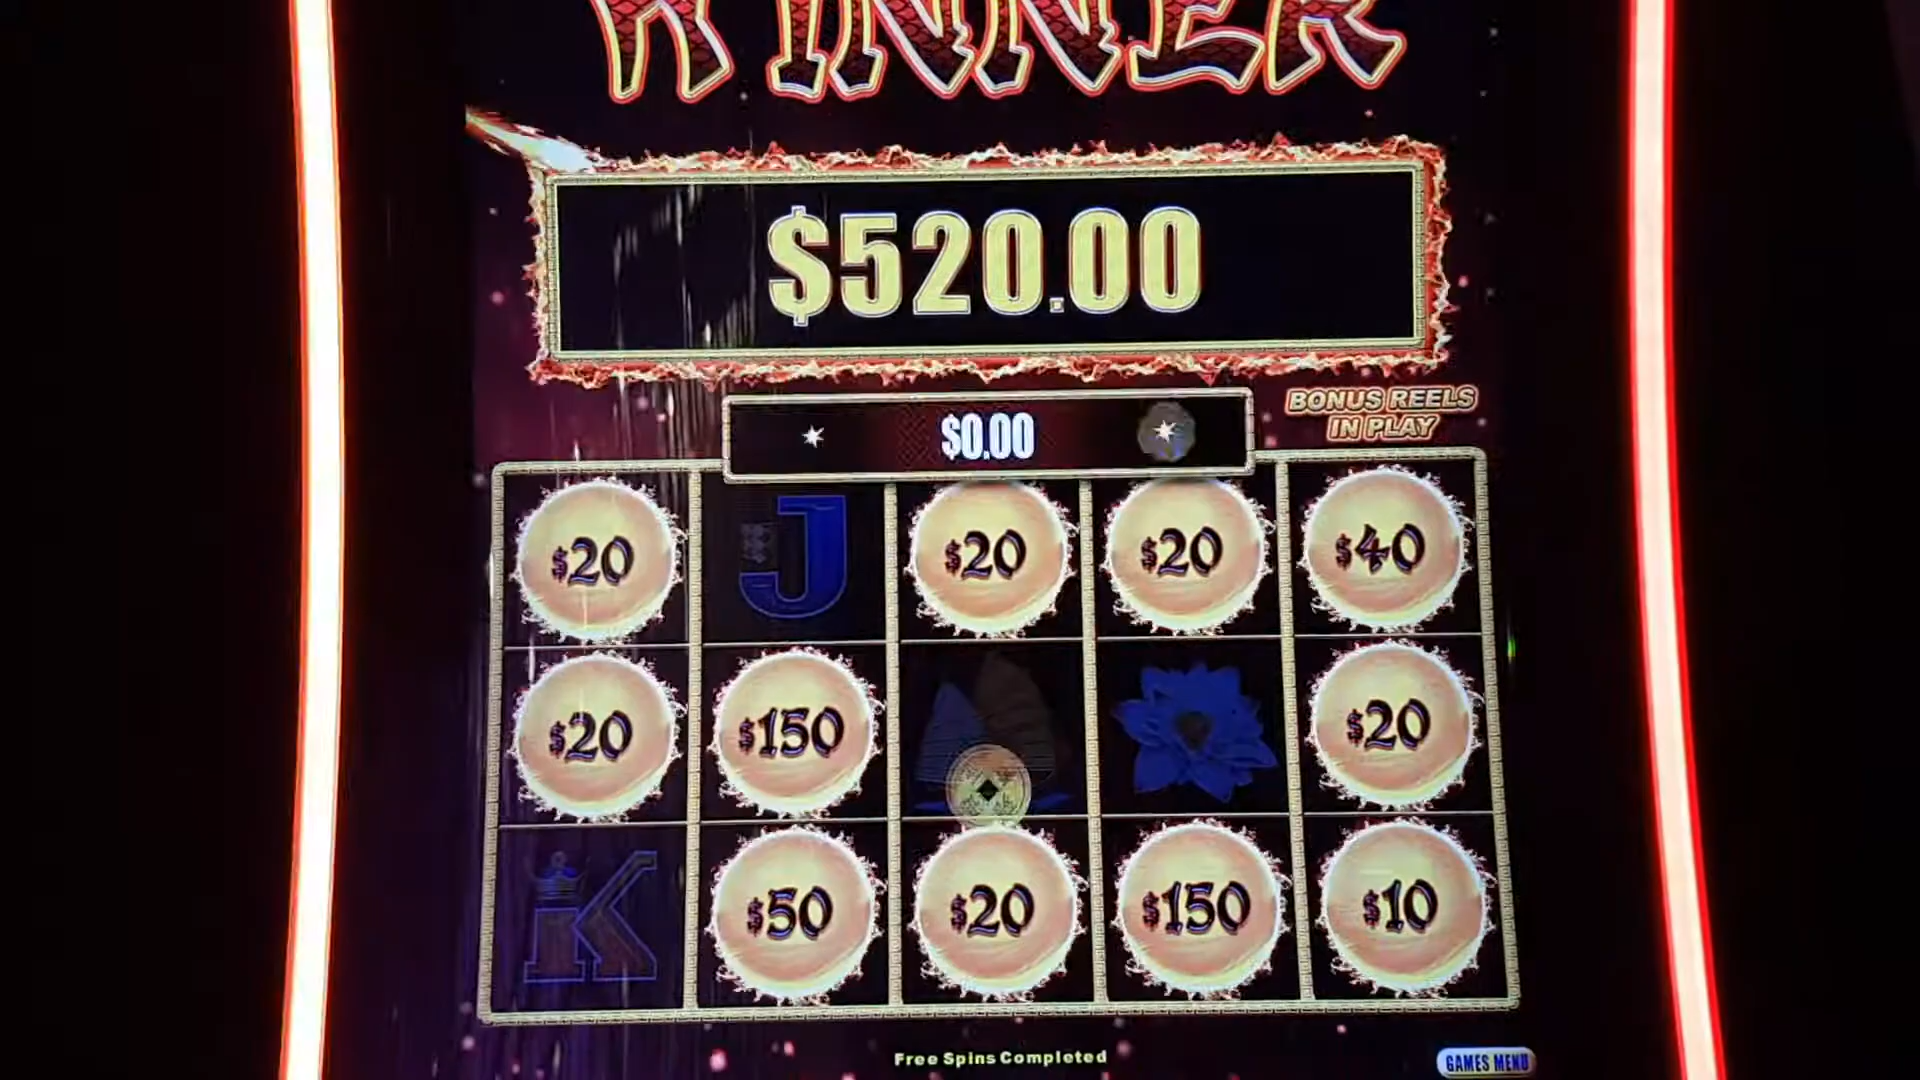 WINNER
$520.00
$0.00
BONUS REELS
IN PLAY
$20 J $20 $20 $40
$20 $150 $20
K $50 $20 $150 $10
Free Spins Completed
GAMES MENU